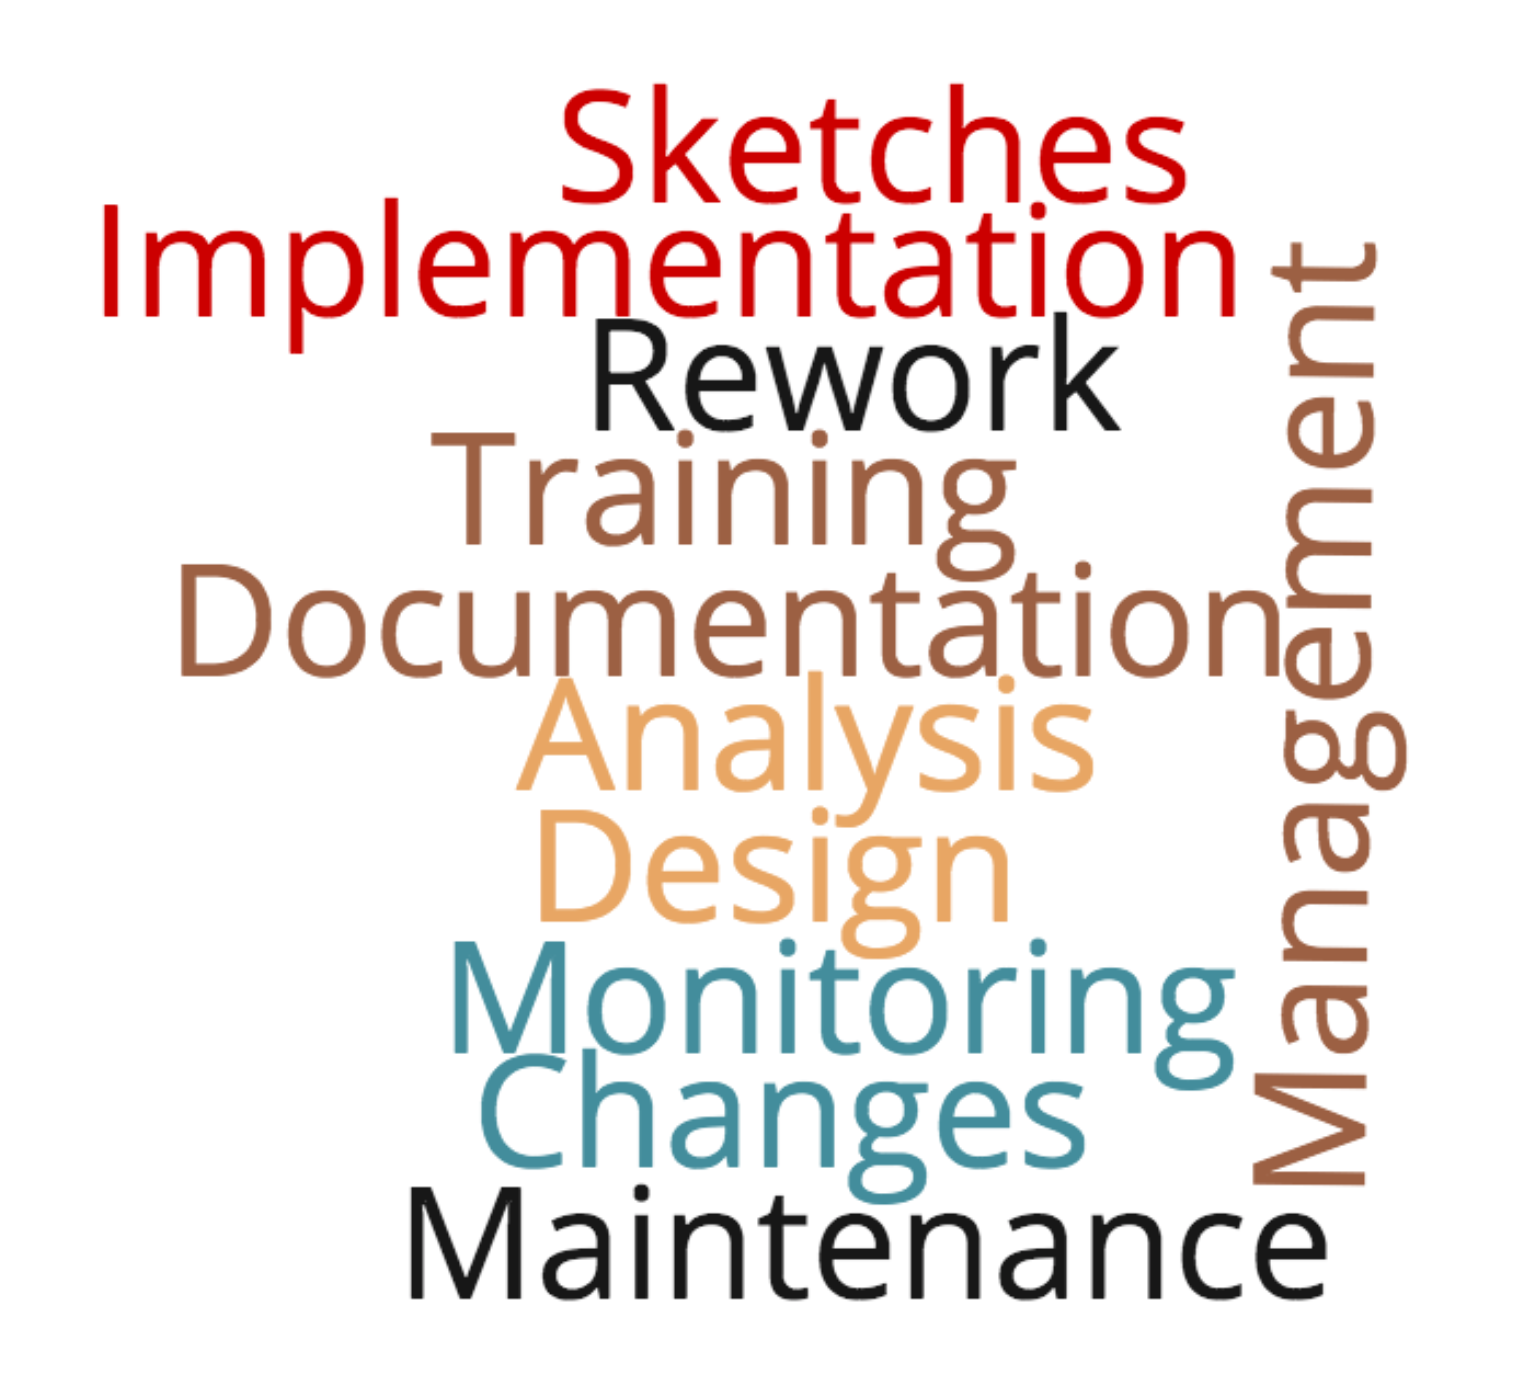 Sketches
Implementation
Rework
Training
Documentation
Analysis
Design
Monitoring
Changes
Maintenance
Management